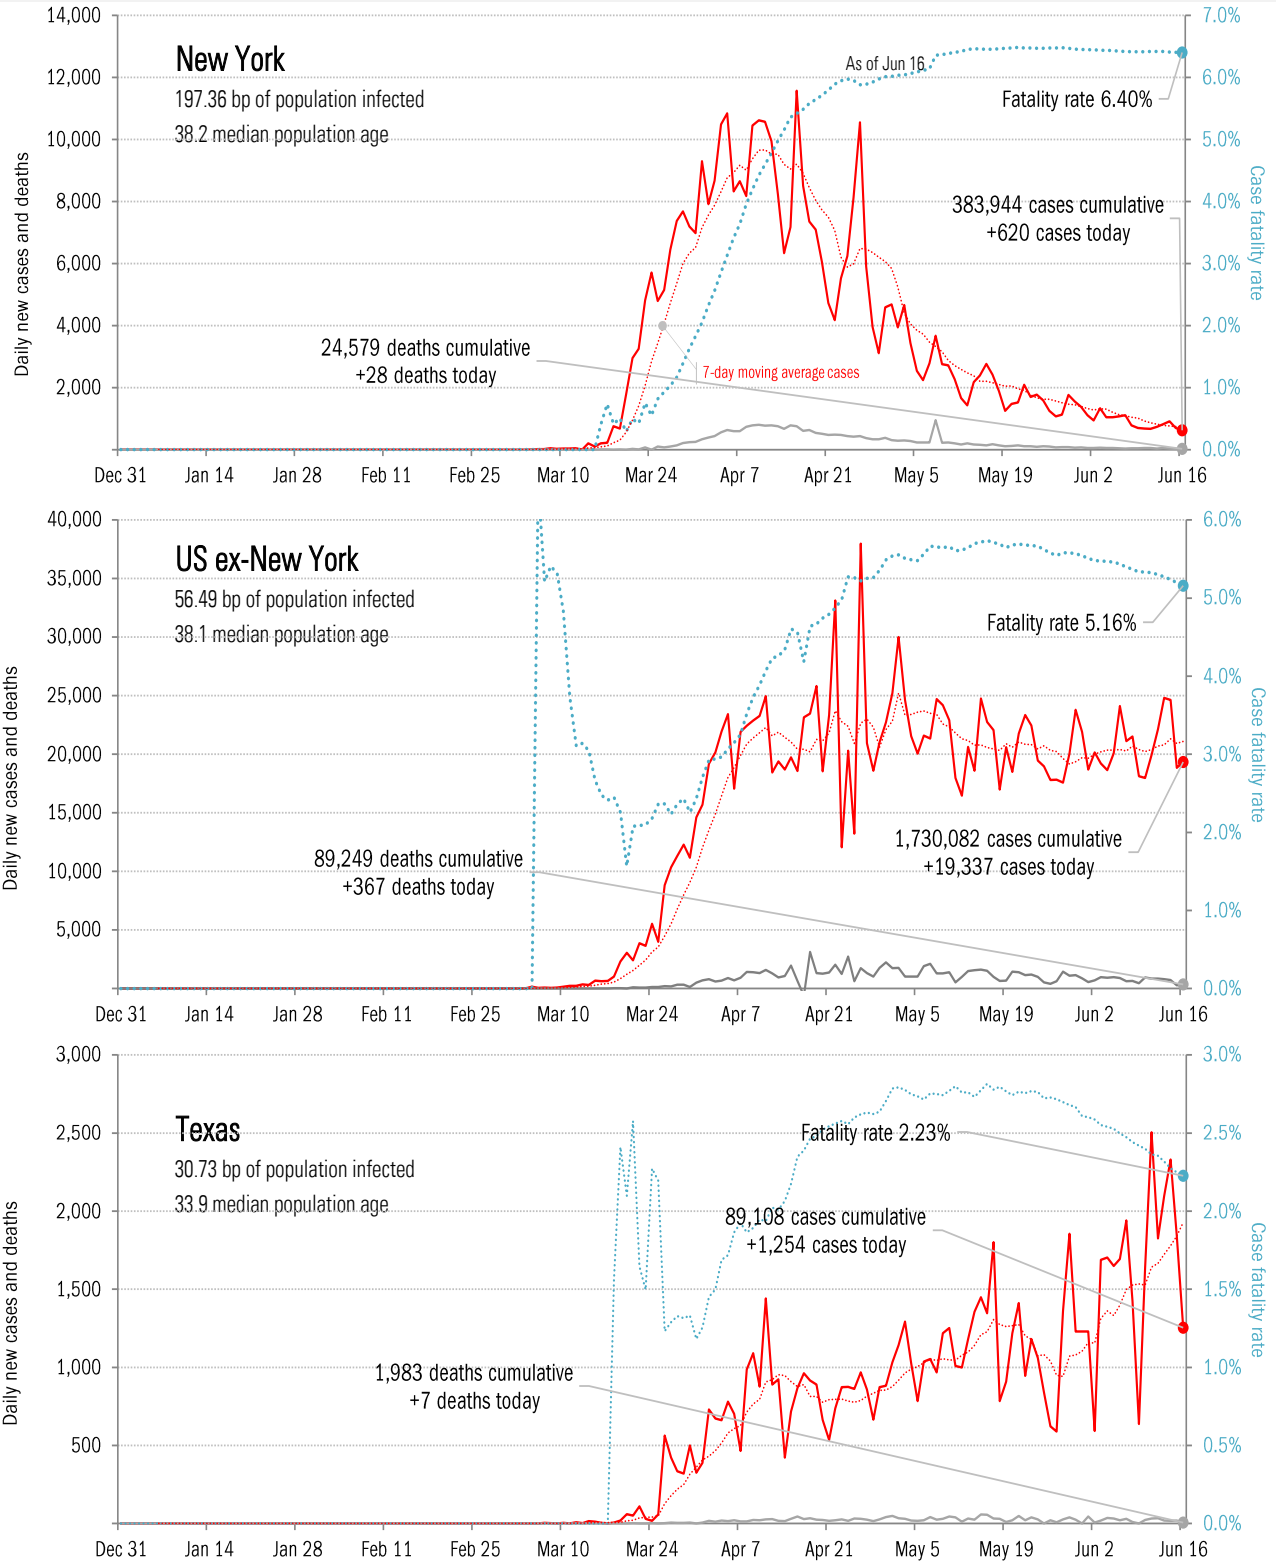 14,000
7.0%
New York
As of Jun 16
12,000
6.0%
197.36 bp of population infected
Fatality rate 6.40%
38.2 median population age
10,000
5.0%
Daily new cases and deaths
Case fatality rate
8,000
4.0%
383,944 cases cumulative
+620 cases today
6,000
3.0%
4,000
2.0%
24,579 deaths cumulative
+28 deaths today
7-day moving average cases
2,000
1.0%
0.0%
Dec 31 Jan 14 Jan 28 Feb 11 Feb 25 Mar 10 Mar 24 Apr 7 Apr 21 May 5 May 19 Jun 2 Jun 16
40,000
6.0%
US ex-New York
35,000
5.0%
56.49 bp of population infected
Fatality rate 5.16%
38.1 median population age
30,000
4.0%
25,000
Daily new cases and deaths
Case fatality rate
20,000
3.0%
15,000
2.0%
1,730,082 cases cumulative
+19,337 cases today
89,249 deaths cumulative
+367 deaths today
10,000
1.0%
5,000
0.0%
Dec 31 Jan 14 Jan 28 Feb 11 Feb 25 Mar 10 Mar 24 Apr 7 Apr 21 May 5 May 19 Jun 2 Jun 16
3,000
3.0%
Texas
2,500
2.5%
Fatality rate 2.23%
30.73 bp of population infected
33.9 median population age
2,000
2.0%
89,108 cases cumulative
+1,254 cases today
Daily new cases and deaths
Case fatality rate
1,500
1.5%
1,000
1.0%
1,983 deaths cumulative
+7 deaths today
500
0.5%
0.0%
Dec 31 Jan 14 Jan 28 Feb 11 Feb 25 Mar 10 Mar 24 Apr 7 Apr 21 May 5 May 19 Jun 2 Jun 16